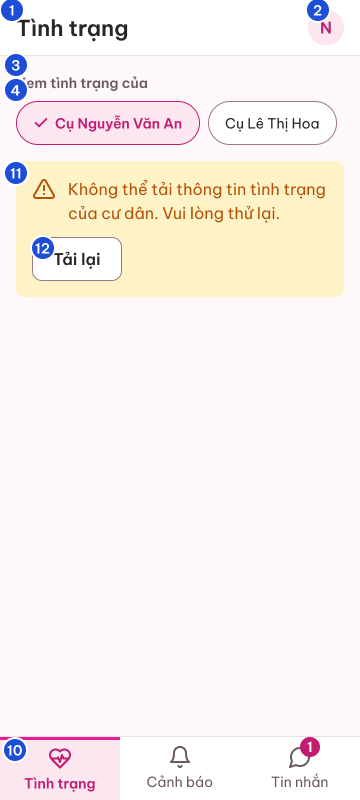 1
2
Tình trạng
N
3
4
Xem tình trạng của
Cụ Nguyễn Văn An
Cụ Lê Thị Hoa
11
Không thể tải thông tin tình trạng
của cư dân. Vui lòng thử lại.
12
Tải lại
10
1
Tình trạng
Cảnh báo
Tin nhắn